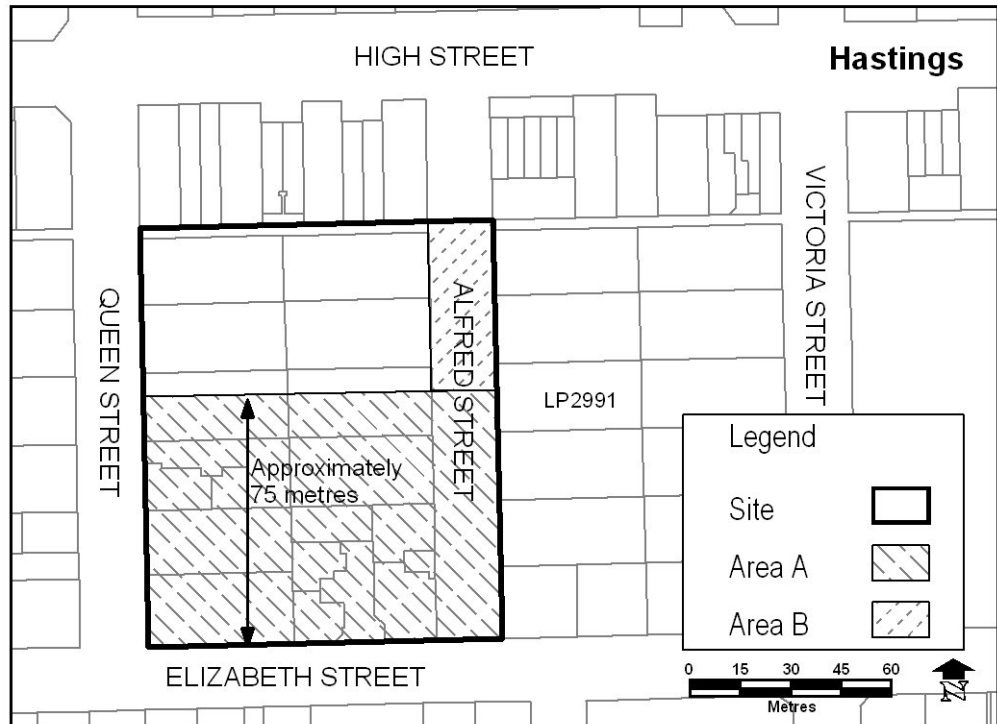 HIGH STREET
Hastings
QUEEN STREET
ALFRED STREET
VICTORIA STREET
LP2991
Approximately
75 metres
ELIZABETH STREET
Legend
Site
Area A
Area B
0 15 30 45 60
Metres
N